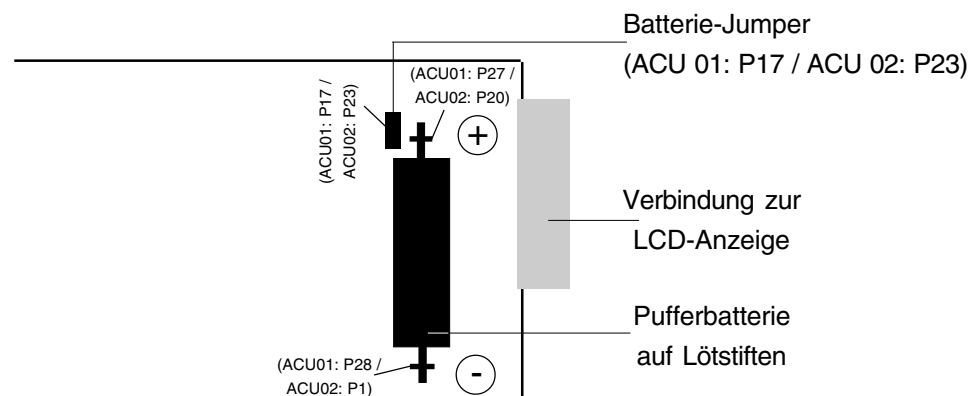 Batterie-Jumper
(ACU 01: P17 / ACU 02: P23)
(ACU01: P17 /
ACU02: P23)
(ACU01: P27 /
ACU02: P20)
+
Verbindung zur
LCD-Anzeige
Pufferbatterie
auf Lötstiften
(ACU01: P28 /
ACU02: P1)
-